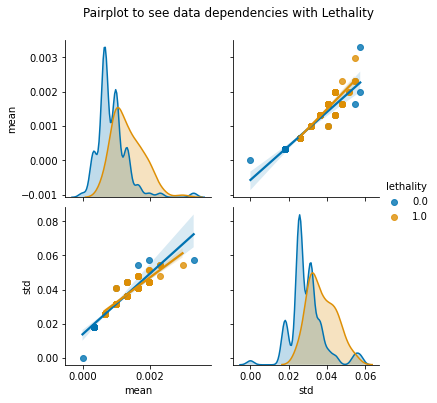 Pairplot to see data dependencies with Lethality
0.003
0.002
0.001
0.000
−0.001
mean
lethality
0.0
1.0
0.08
0.06
0.04
0.02
0.00
std
0.000 0.002
mean
0.00 0.02 0.04 0.06
std